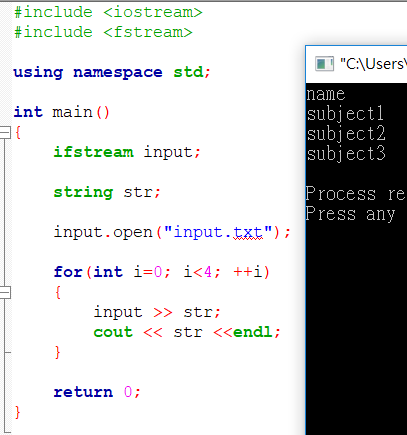 #include <iostream>
#include <fstream>
using namespace std;
int main()
{
ifstream input;
string str;
input.open("input.txt");
for(int i=0; i<4; ++i)
{
input >> str;
cout << str <<endl;
}
return 0;
}
"C:\Users\
name
subject1
subject2
subject3
Process re
Press any